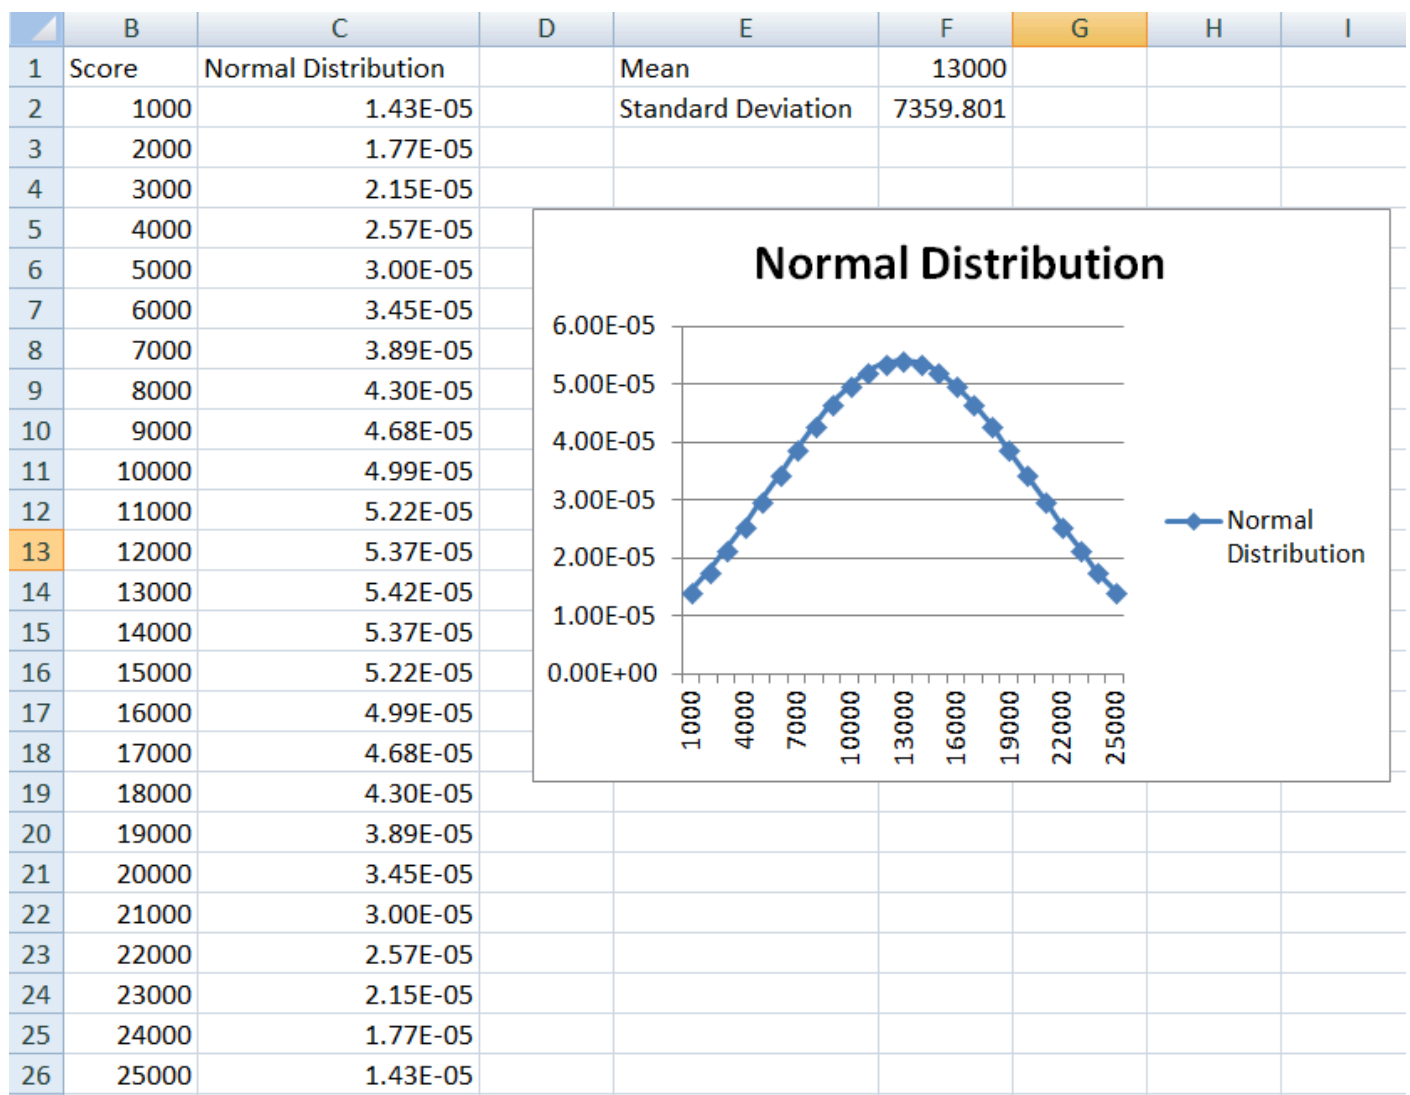 B C D E F G H I
1 Score Normal Distribution Mean 13000
2 1000 1.43E-05 Standard Deviation 7359.801
3 2000 1.77E-05
4 3000 2.15E-05
5 4000 2.57E-05
6 5000 3.00E-05
7 6000 3.45E-05
8 7000 3.89E-05
9 8000 4.30E-05
10 9000 4.68E-05
11 10000 4.99E-05
12 11000 5.22E-05
13 12000 5.37E-05
14 13000 5.42E-05
15 14000 5.37E-05
16 15000 5.22E-05
17 16000 4.99E-05
18 17000 4.68E-05
19 18000 4.30E-05
20 19000 3.89E-05
21 20000 3.45E-05
22 21000 3.00E-05
23 22000 2.57E-05
24 23000 2.15E-05
25 24000 1.77E-05
26 25000 1.43E-05
Normal Distribution
6.00E-05
5.00E-05
4.00E-05
3.00E-05
2.00E-05
1.00E-05
0.00E+00
1000 4000 7000 10000 13000 16000 19000 22000 25000
Normal
Distribution